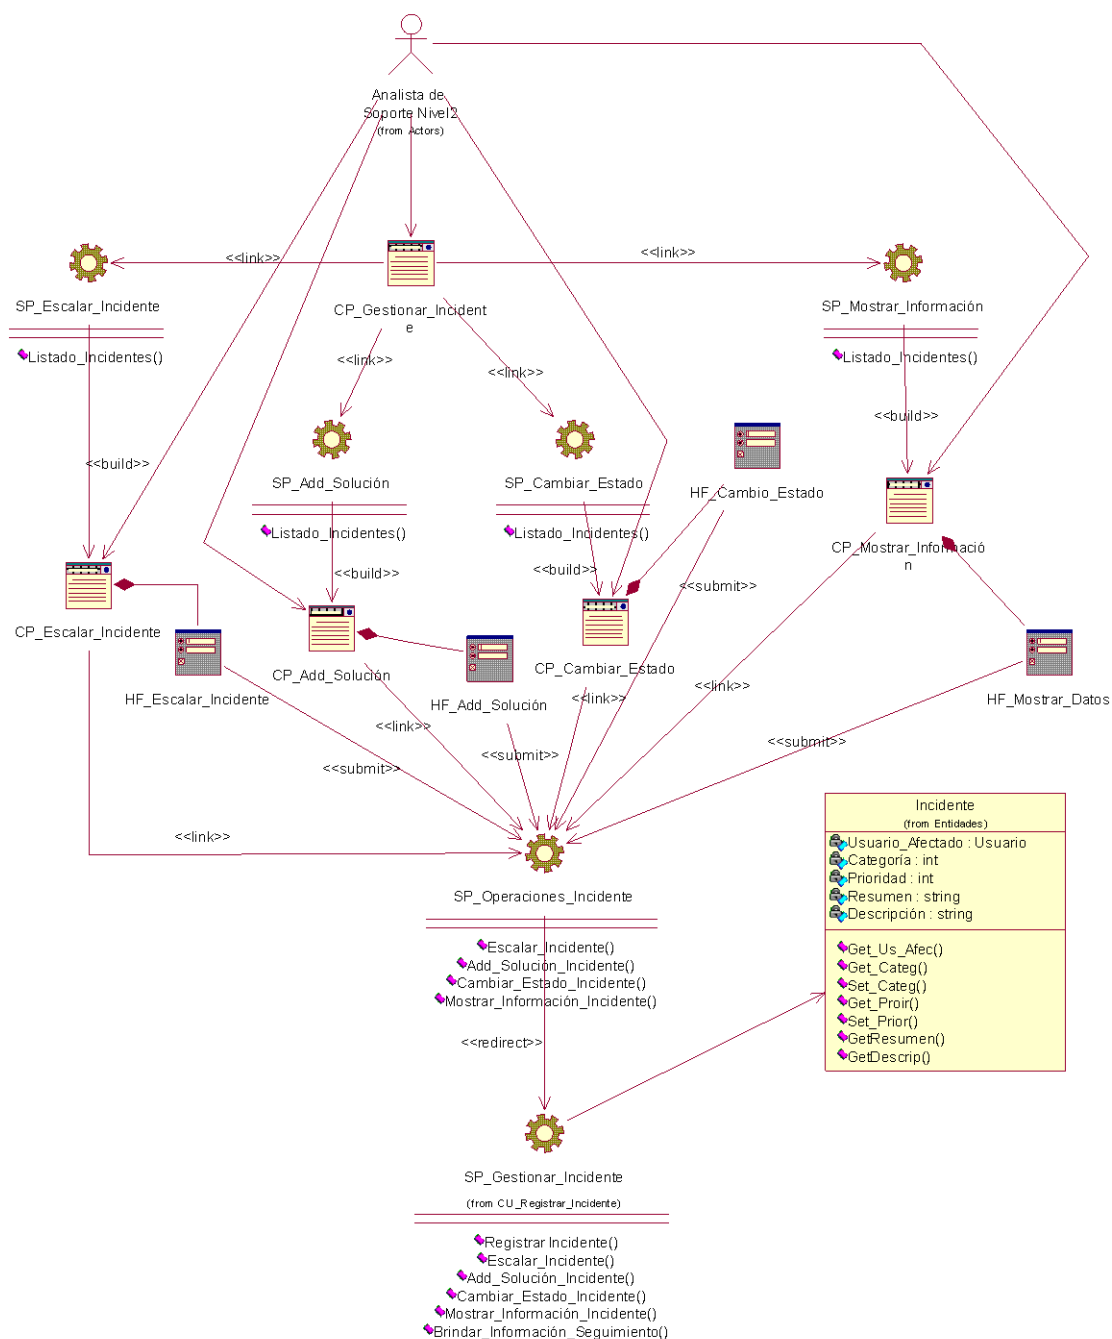 Analista de
Soporte Nivel2
(from Actors)
<<link>>
<<link>>
SP_Escalar_Incidente
CP_Gestionar_Incident
e
SP_Mostrar_Información
Listado_Incidentes()
<<link>>
<<link>>
Listado_Incidentes()
<<build>>
<<build>>
SP_Add_Solución
SP_Cambiar_Estado
HF_Cambio_Estado
Listado_Incidentes()
Listado_Incidentes()
CP_Mostrar_Informació
n
<<build>>
<<build>>
<<submit>>
CP_Escalar_Incidente
CP_Add_Solución
CP_Cambiar_Estado
HF_Escalar_Incidente
HF_Add_Solución
<<link>>
<<link>>
<<link>>
HF_Mostrar_Datos
<<submit>>
<<submit>>
<<submit>>
<<link>>
SP_Operaciones_Incidente
Escalar_Incidente()
Add_Solución_Incidente()
Cambiar_Estado_Incidente()
Mostrar_Información_Incidente()
Incidente
(from Entidades)
Usuario_Afectado : Usuario
Categoría : int
Prioridad : int
Resumen : string
Descripción : string
Get_Us_Afec()
Get_Categ()
Set_Categ()
Get_Proir()
Set_Prior()
GetResumen()
GetDescrip()
<<redirect>>
SP_Gestionar_Incidente
(from CU_Registrar_Incidente)
Registrar Incidente()
Escalar_Incidente()
Add_Solución_Incidente()
Cambiar_Estado_Incidente()
Mostrar_Información_Incidente()
Brindar_Información_Seguimiento()